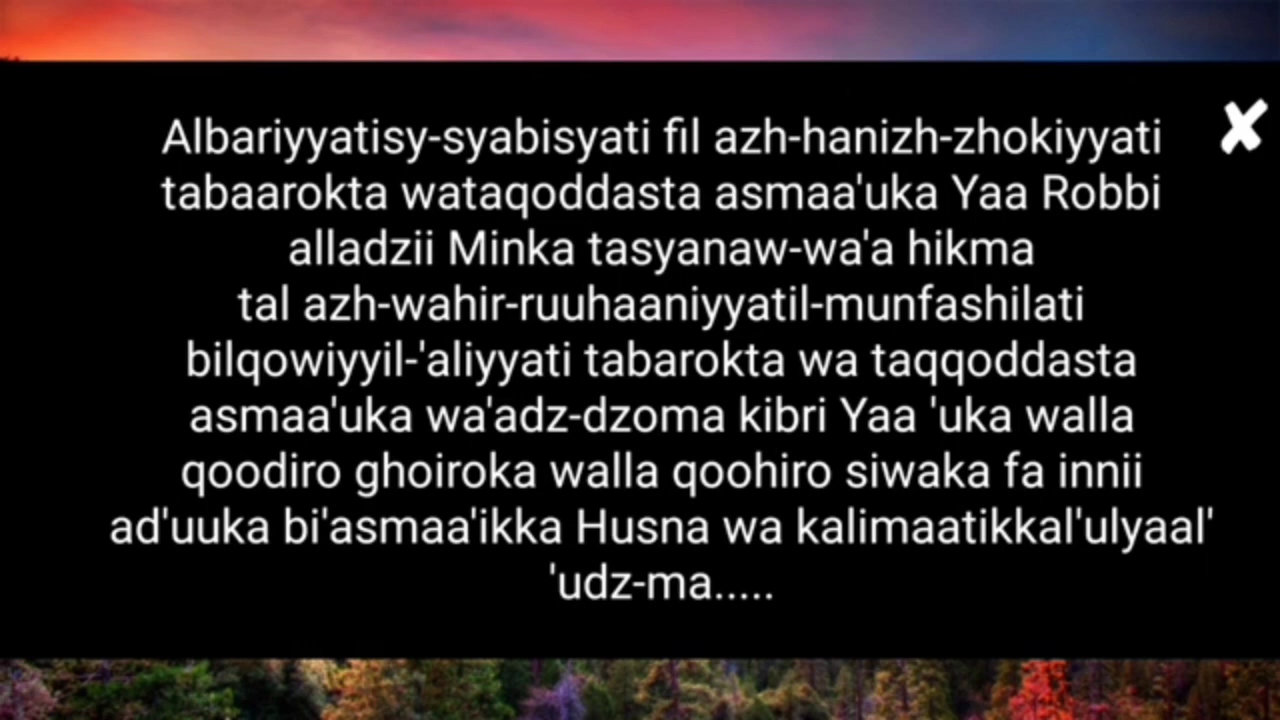 Albariyyatisy-syabisyati fil azh-hanizh-zhokiyyati
tabaarokta wataqoddasta asmaa'uka Yaa Robbi
alladzii Minka tasyanaw-wa'a hikma
tal azh-wahir-ruuhaaniyyatil-munfashilati
bilqowiyyil-'aliyyati tabarokta wa taqqoddasta
asmaa'uka wa'adz-dzoma kibri Yaa 'uka walla
qoodiro ghoiroka walla qoohiro siwaka fa innii
ad'uuka bi'asmaa'ikka Husna wa kalimaatikkal'ulyaal'
'udz-ma.....